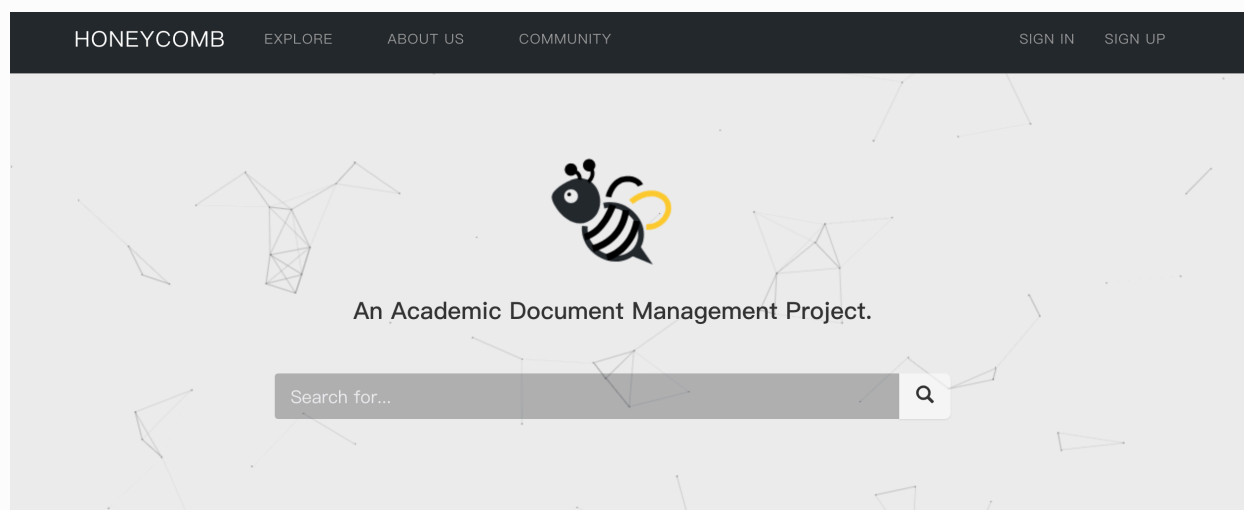 HONEYCOMB EXPLORE ABOUT US COMMUNITY SIGN IN SIGN UP
An Academic Document Management Project.
Search for...